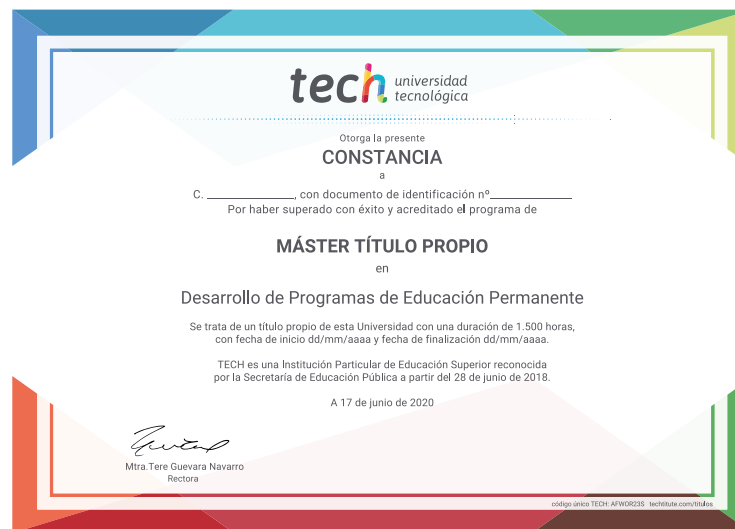 tech universidad
tecnológica
Otorga la presente
CONSTANCIA
a
C. ________________, con documento de identificación nº______________
Por haber superado con éxito y acreditado el programa de
MÁSTER TÍTULO PROPIO
en
Desarrollo de Programas de Educación Permanente
Se trata de un título propio de esta Universidad con una duración de 1.500 horas,
con fecha de inicio dd/mm/aaaa y fecha de finalización dd/mm/aaaa.
TECH es una Institución Particular de Educación Superior reconocida
por la Secretaría de Educación Pública a partir del 28 de junio de 2018.
A 17 de junio de 2020
Mtra.Tere Guevara Navarro
Rectora
código único TECH: AFWOR23S techtitute.com/titulos